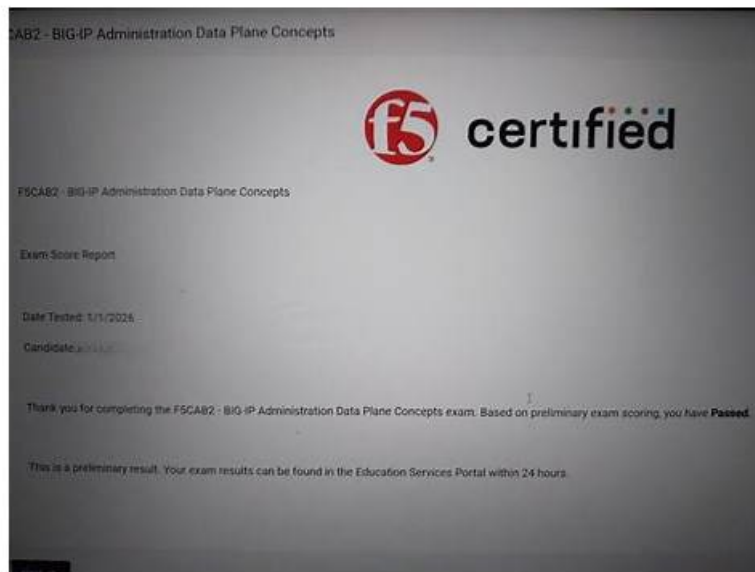 CAB2 - BIG-IP Administration Data Plane Concepts
f5 certified
F5CAB2 - BIG-IP Administration Data Plane Concepts
Exam Score Report
Date Tested: 1/1/2026
Candidate:
Thank you for completing the F5CAB2 - BIG-IP Administration Data Plane Concepts exam. Based on preliminary exam scoring, you have Passed.
This is a preliminary result. Your exam results can be found in the Education Services Portal within 24 hours.